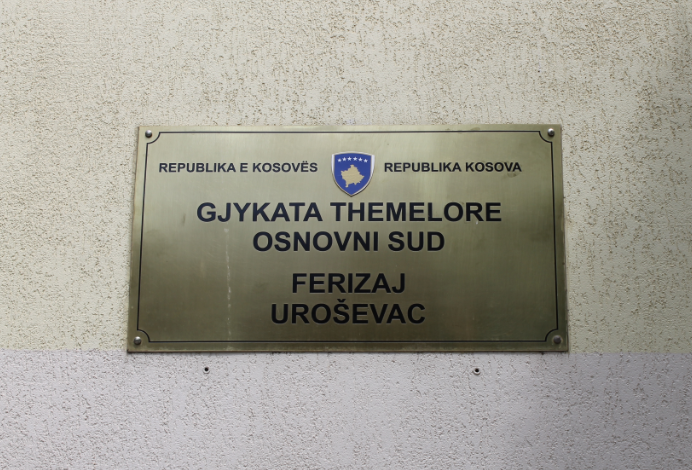 REPUBLIKA E KOSOVËS REPUBLIKA KOSOVA
GJYKATA THEMELORE
OSNOVNI SUD
FERIZAJ
UROŠEVAC